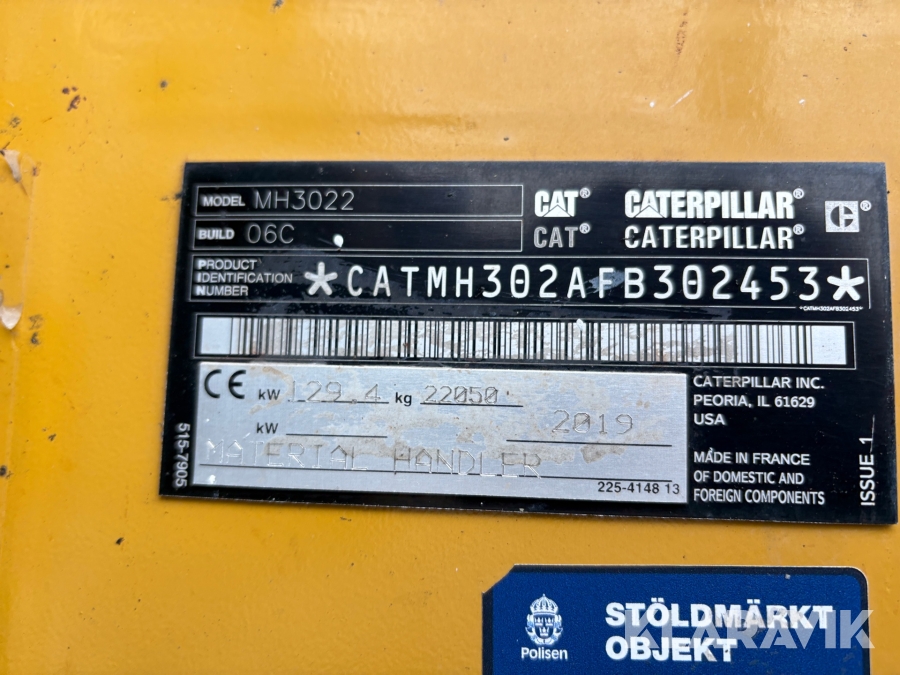 MODEL MH3022
BUILD 06C
CAT® CATERPILLAR® ®
CAT® CATERPILLAR®
PRODUCT
IDENTIFICATION
NUMBER
*CATMH302AFB302453*
*CATMH302AFB302453*
CE kW 129.4 kg 22050
kW 2019
MATERIAL HANDLER
225-4148 13
515-7905
CATERPILLAR INC.
PEORIA, IL 61629
USA
MADE IN FRANCE
OF DOMESTIC AND
FOREIGN COMPONENTS
ISSUE 1
Polisen
STÖLDMÄRKT
OBJEKT
KLARAVIK